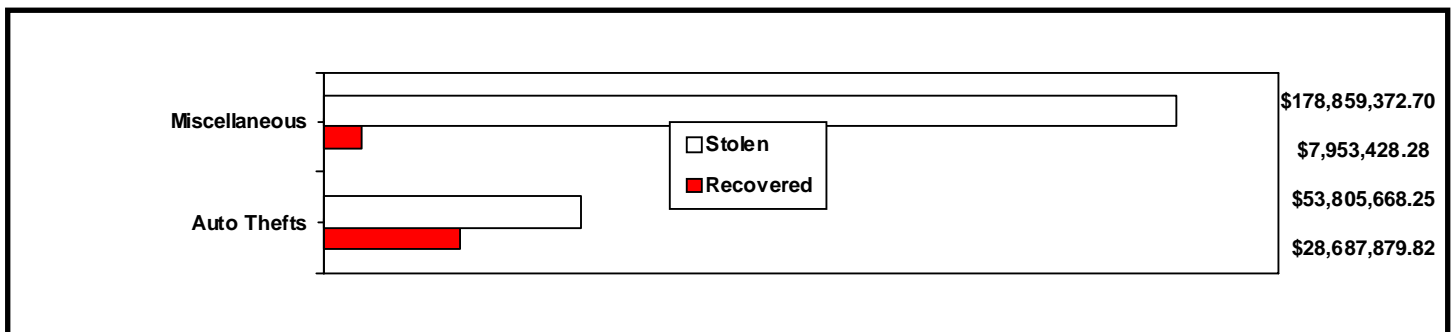 Miscellaneous
Auto Thefts
Stolen
Recovered
$178,859,372.70
$7,953,428.28
$53,805,668.25
$28,687,879.82